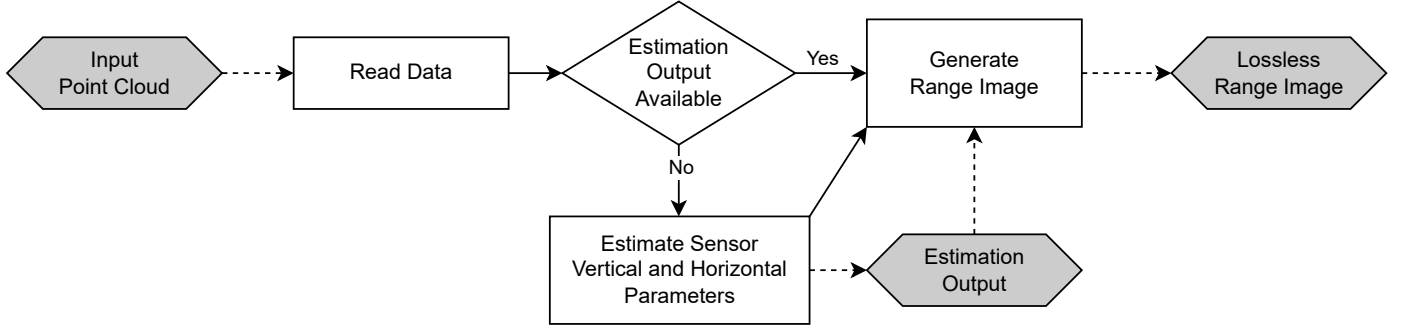 Input
Point Cloud
Read Data
Estimation
Output
Available
Yes
Generate
Range Image
Lossless
Range Image
No
Estimate Sensor
Vertical and Horizontal
Parameters
Estimation
Output